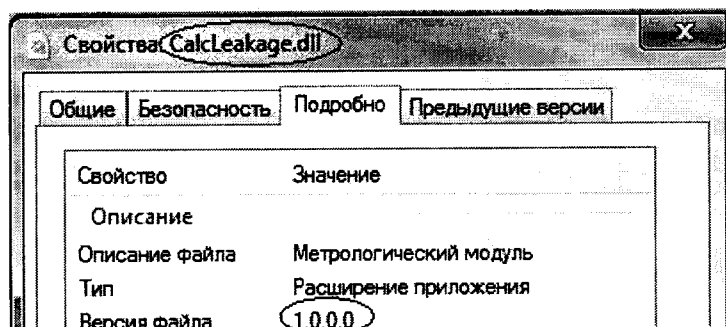 Свойства: CalcLeakage.dll
X
Общие Безопасность Подробно Предыдущие версии
Свойство Значение
Описание
Описание файла Метрологический модуль
Тип Расширение приложения
Версия файла 1.0.0.0